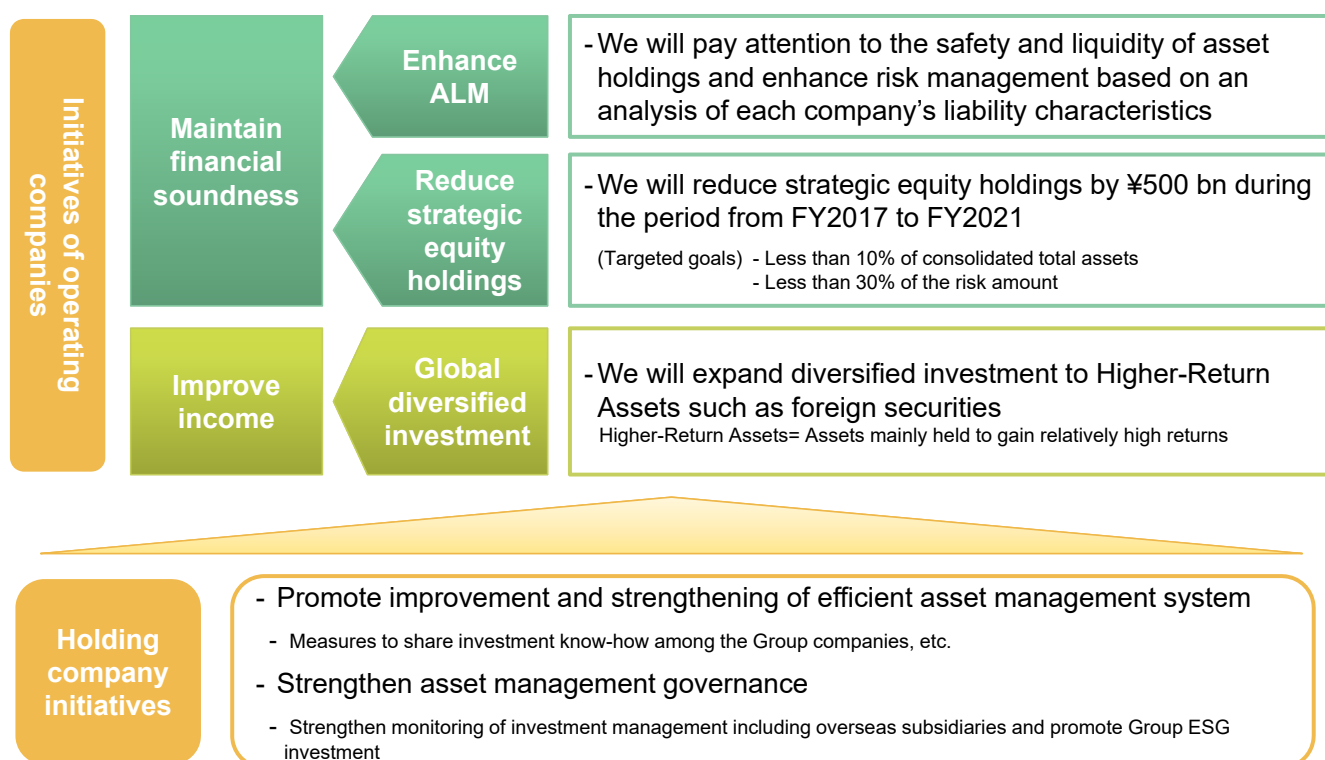 Initiatives of operating
companies
Maintain
financial
soundness
Enhance
ALM
- We will pay attention to the safety and liquidity of asset
holdings and enhance risk management based on an
analysis of each company’s liability characteristics
Reduce
strategic
equity
holdings
- We will reduce strategic equity holdings by ¥500 bn during
the period from FY2017 to FY2021
(Targeted goals) - Less than 10% of consolidated total assets
- Less than 30% of the risk amount
Improve
income
Global
diversified
investment
- We will expand diversified investment to Higher-Return
Assets such as foreign securities
Higher-Return Assets= Assets mainly held to gain relatively high returns
Holding
company
initiatives
- Promote improvement and strengthening of efficient asset management system
- Measures to share investment know-how among the Group companies, etc.
- Strengthen asset management governance
- Strengthen monitoring of investment management including overseas subsidiaries and promote Group ESG
investment